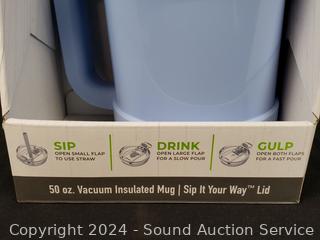 SIP
OPEN SMALL FLAP
TO USE STRAW
DRINK
OPEN LARGE FLAP
FOR A SLOW POUR
GULP
OPEN BOTH FLAPS
FOR A FAST POUR
50 oz. Vacuum Insulated Mug | Sip It Your Way™ Lid
Copyright 2024 - Sound Auction Service